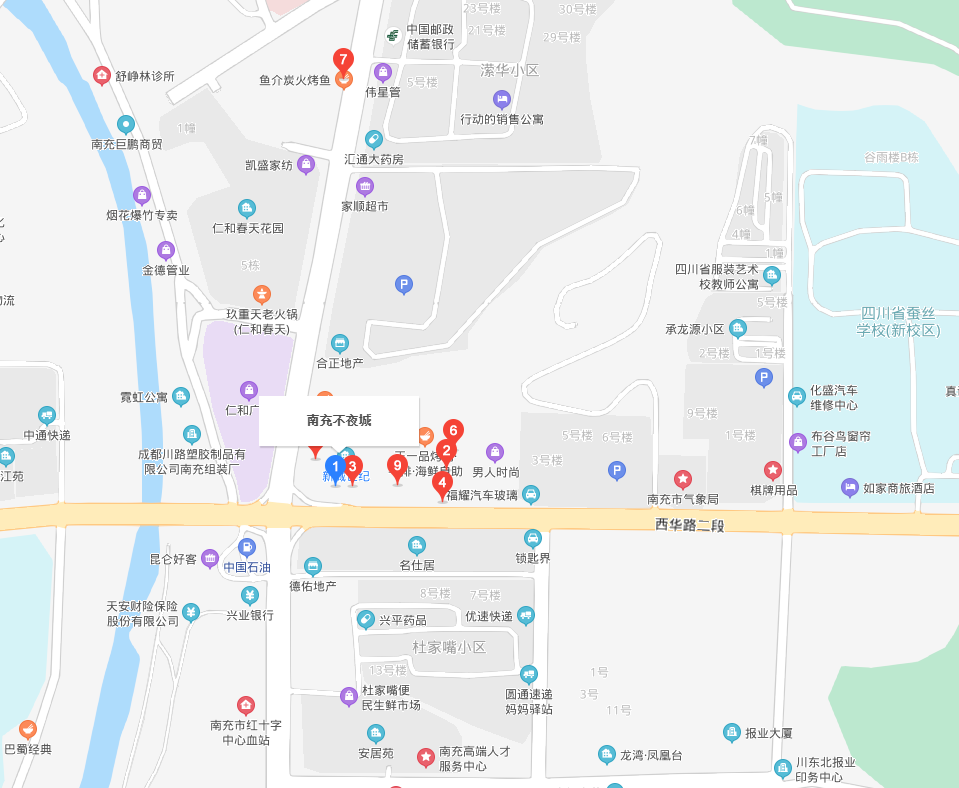 23号楼
30号楼
中国邮政
储蓄银行
21号楼
29号楼
7
鱼介炭火烤鱼
伟星管
5号楼
潆华小区
舒峥林诊所
行动的销售公寓
1幢
南充巨鹏商贸
汇通大药房
凯盛家纺
7幢
谷雨楼B栋
烟花爆竹专卖
家顺超市
5幢
6幢
仁和春天花园
4幢
1幢
金德管业
5栋
四川省服装艺术
校教师公寓
P
5号楼
物流
玖重天老火锅
(仁和春天)
四川省蚕丝
学校(新校区)
承龙源小区
2号楼
1号楼
合正地产
P
霓虹公寓
仁和广
化盛汽车
维修中心
真
中通快递
9号楼
南充不夜城
6
5号楼
6号楼
1号楼
布谷鸟窗帘
工厂店
成都川路塑胶制品有
限公司南充组装厂
江苑
2
3号楼
P
男人时尚
1
3
9
4
福耀汽车玻璃
南充市气象局
棋牌用品
如家商旅酒店
西华路二段
昆仑好客
中国石油
名仕居
锁匙界
德佑地产
8号楼
7号楼
天安财险保险
股份有限公司
兴业银行
兴平药品
优速快递
杜家嘴小区
13号楼
1号
3号
11号
圆通速递
妈妈驿站
杜家嘴便
民生鲜市场
南充市红十字
中心血站
巴蜀经典
安居苑
南充高端人才
服务中心
龙湾·凤凰台
报业大厦
川东北报业
印务中心